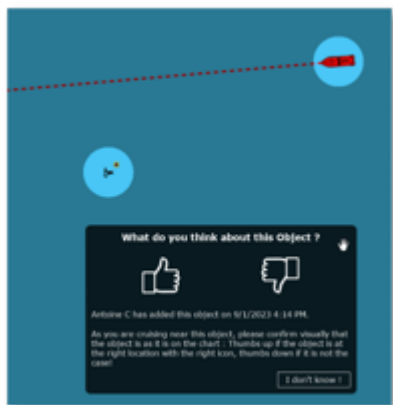 What do you think about this Object ?
Antoine C has added this object on 9/1/2023 4:14 PM.
As you are cruising near this object, please confirm visually that
the object is as it is on the chart : Thumbs up if the object is at
the right location with the right icon, thumbs down if it is not the
case!
I don't know !